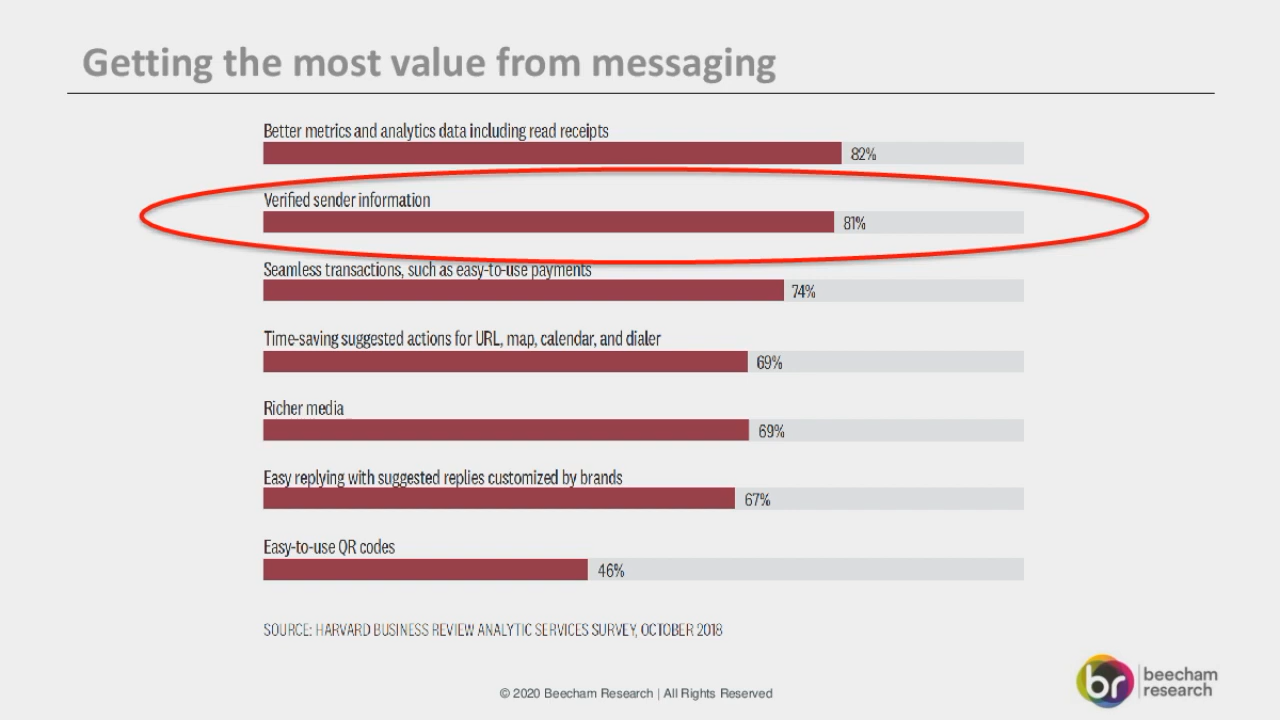 Getting the most value from messaging
Better metrics and analytics data including read receipts
82%
Verified sender information
81%
Seamless transactions, such as easy-to-use payments
74%
Time-saving suggested actions for URL, map, calendar, and dialer
69%
Richer media
69%
Easy replying with suggested replies customized by brands
67%
Easy-to-use QR codes
46%
SOURCE: HARVARD BUSINESS REVIEW ANALYTIC SERVICES SURVEY, OCTOBER 2018
© 2020 Beecham Research | All Rights Reserved
br
beecham
research